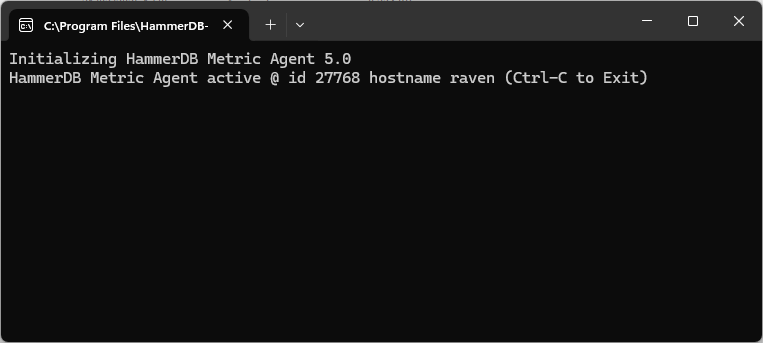 C:\Program Files\HammerDB-
Initializing HammerDB Metric Agent 5.0
HammerDB Metric Agent active @ id 27768 hostname raven (Ctrl-C to Exit)